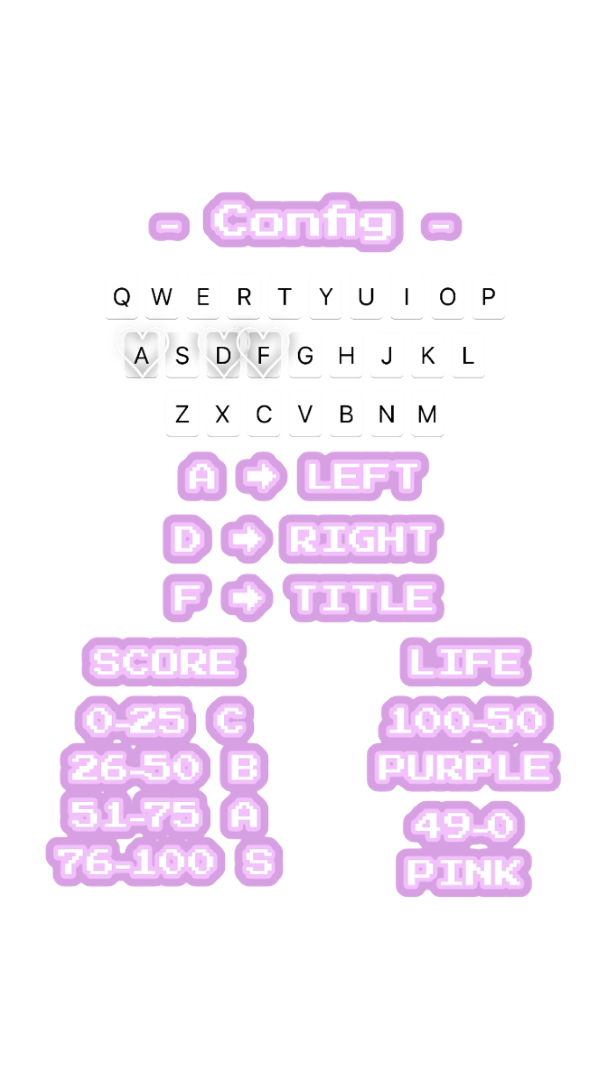 - Config -
Q W E R T Y U I O P
A S D F G H J K L
Z X C V B N M
A → LEFT
D → RIGHT
F → TITLE
SCORE
0-25 C
26-50 B
51-75 A
76-100 S
LIFE
100-50
PURPLE
49-0
PINK